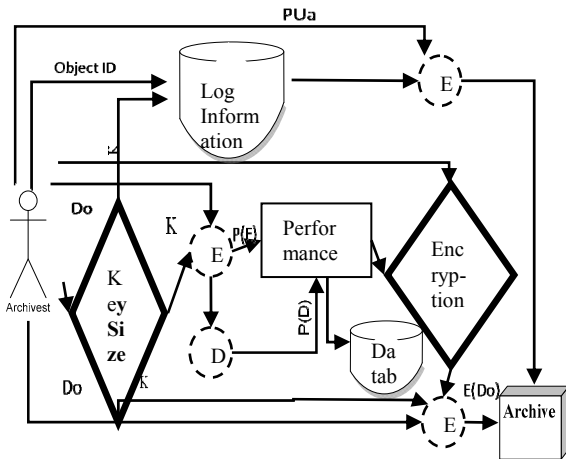 PUa
Object ID
E
Log
Inform
ation
K
Do
K
P(E)
Perfor
mance
Enc
ryp-
tion
E
K
ey
Si
ze
Archivest
P(D)
D
Da
tab
Do
K
E(Do)
E
Archive